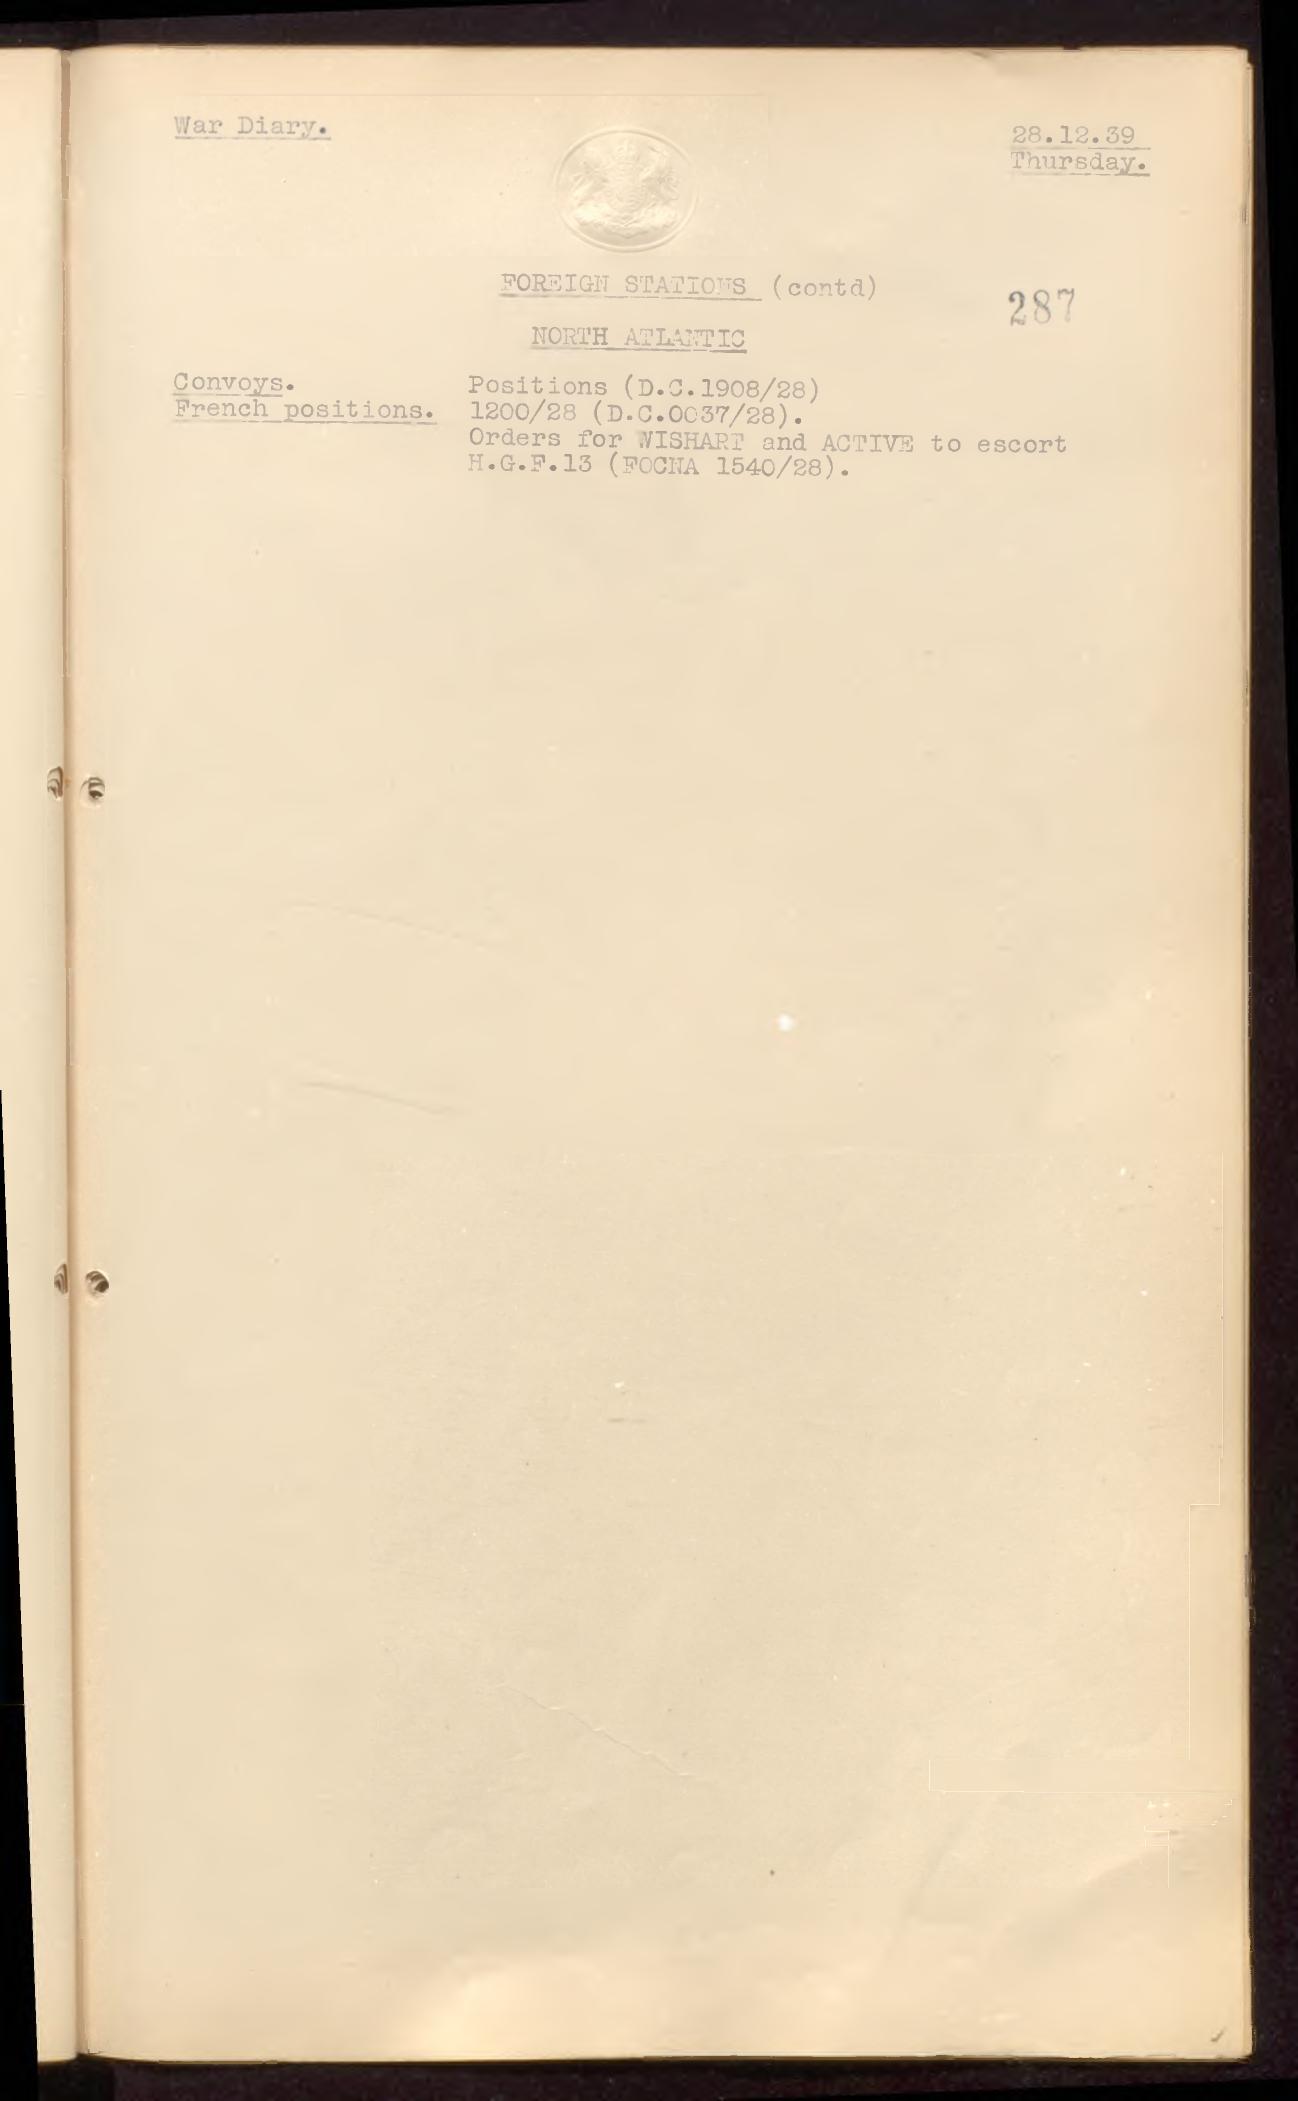 War Diary.
28.12.39
Thursday.
FOREIGN STATIONS (contd)
287
NORTH ATLANTIC
Convoys. Positions (D.C.1908/28)
French positions. 1200/28 (D.C.0037/28).
Orders for WISHART and ACTIVE to escort
H.G.F.13 (FOCNA 1540/28).